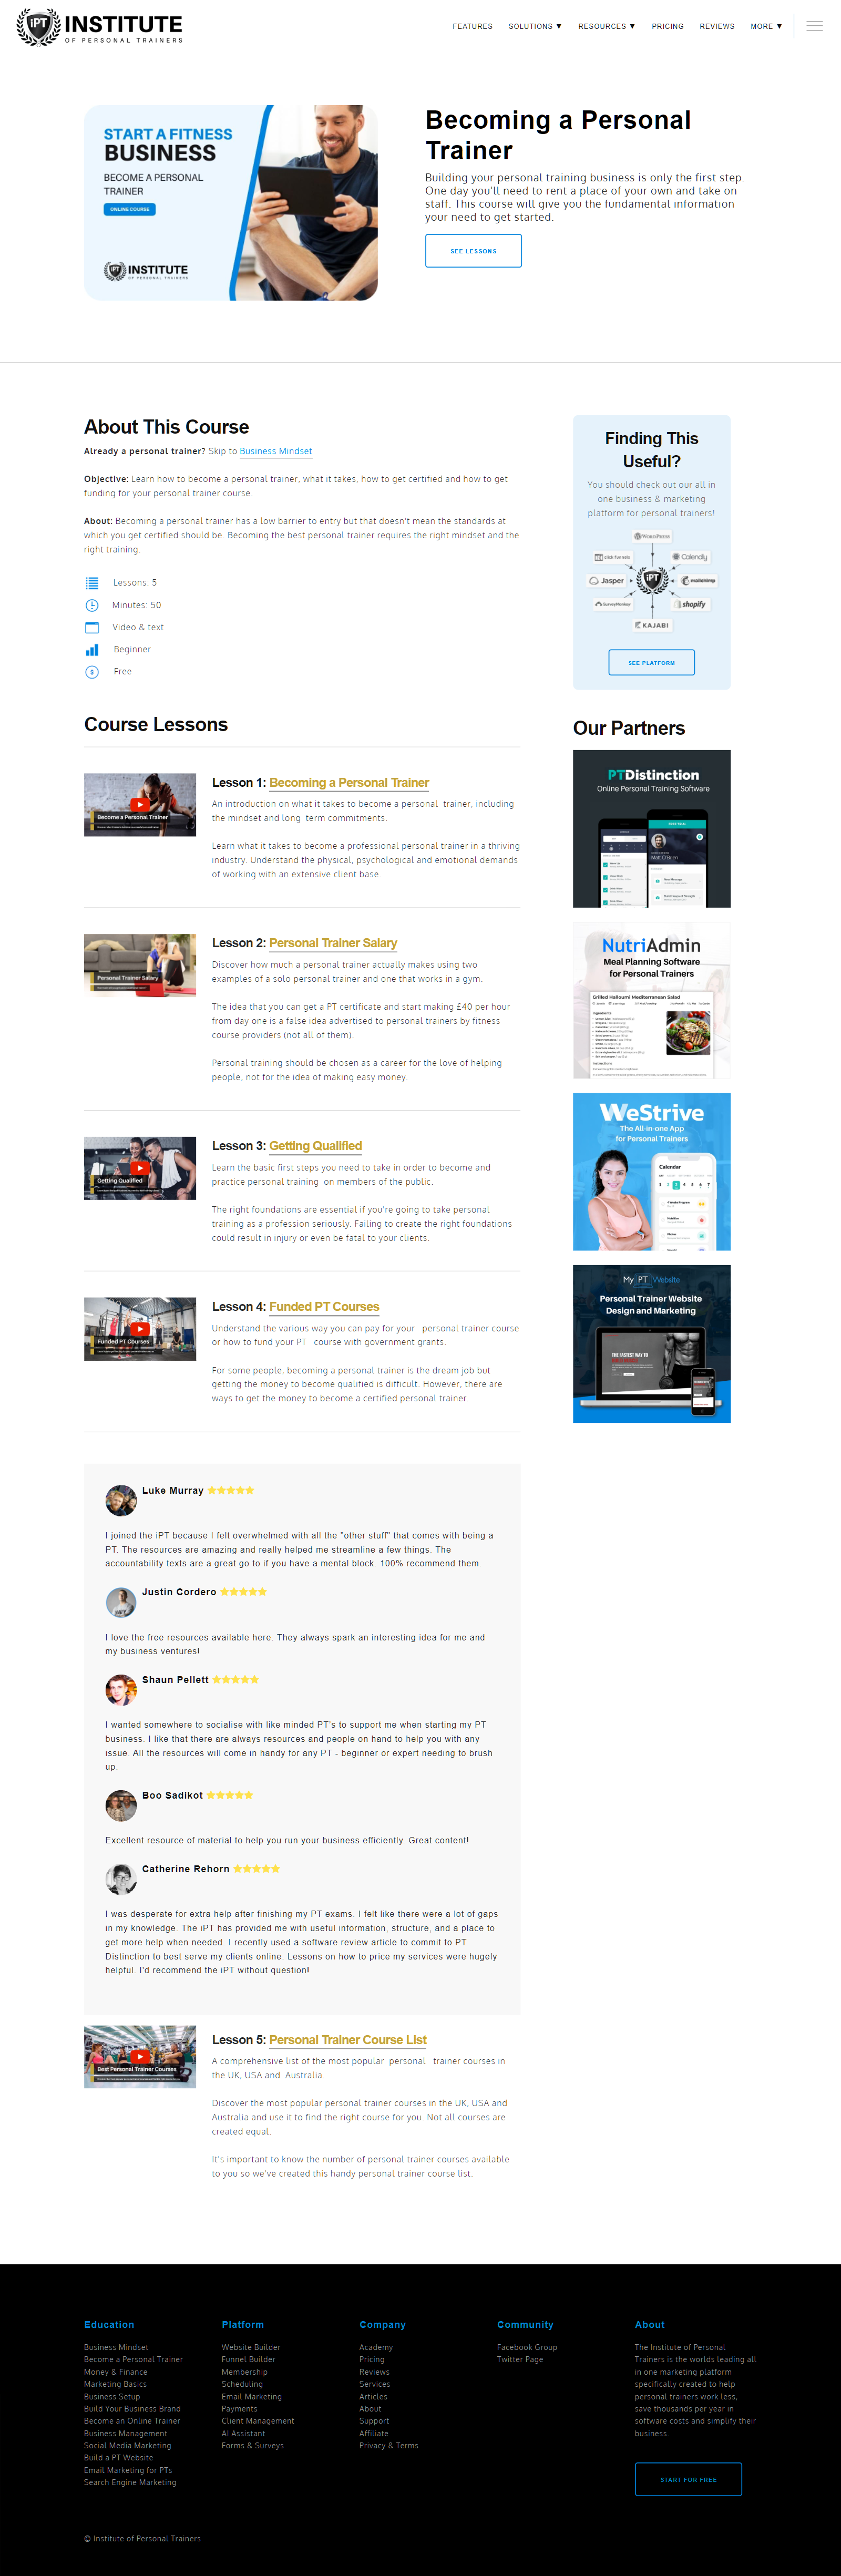 iPT INSTITUTE
OF PERSONAL TRAINERS
FEATURES
SOLUTIONS ▼
RESOURCES ▼
PRICING
REVIEWS
MORE ▼
START A FITNESS
BUSINESS
BECOME A PERSONAL
TRAINER
ONLINE COURSE
iPT INSTITUTE
OF PERSONAL TRAINERS
Becoming a Personal
Trainer
Building your personal training business is only the first step.
One day you'll need to rent a place of your own and take on
staff. This course will give you the fundamental information
your need to get started.
SEE LESSONS
About This Course
Already a personal trainer? Skip to Business Mindset
Objective: Learn how to become a personal trainer, what it takes, how to get certified and how to get
funding for your personal trainer course.
About: Becoming a personal trainer has a low barrier to entry but that doesn't mean the standards at
which you get certified should be. Becoming the best personal trainer requires the right mindset and the
right training.
Lessons: 5
Minutes: 50
Video & text
Beginner
$ Free
Finding This
Useful?
You should check out our all in
one business & marketing
platform for personal trainers!
WordPress
click funnels
Calendly
Jasper
iPT
mailchimp
SurveyMonkey
shopify
KAJABI
SEE PLATFORM
Course Lessons
Become a Personal Trainer
Lesson 1: Becoming a Personal Trainer
An introduction on what it takes to become a personal trainer, including
the mindset and long term commitments.
Learn what it takes to become a professional personal trainer in a thriving
industry. Understand the physical, psychological and emotional demands
of working with an extensive client base.
Personal Trainer Salary
Lesson 2: Personal Trainer Salary
Discover how much a personal trainer actually makes using two
examples of a solo personal trainer and one that works in a gym.
The idea that you can get a PT certificate and start making £40 per hour
from day one is a false idea advertised to personal trainers by fitness
course providers (not all of them).
Personal training should be chosen as a career for the love of helping
people, not for the idea of making easy money.
Getting Qualified
Lesson 3: Getting Qualified
Learn the basic first steps you need to take in order to become and
practice personal training on members of the public.
The right foundations are essential if you're going to take personal
training as a profession seriously. Failing to create the right foundations
could result in injury or even be fatal to your clients.
Funded PT Courses
Lesson 4: Funded PT Courses
Understand the various way you can pay for your personal trainer course
or how to fund your PT course with government grants.
For some people, becoming a personal trainer is the dream job but
getting the money to become qualified is difficult. However, there are
ways to get the money to become a certified personal trainer.
Our Partners
PTDistinction
Online Personal Training Software
FREE TRIAL
Matt O'Brien
NutriAdmin
Meal Planning Software
for Personal Trainers
Grilled Halloumi Mediterranean Salad
Ingredients
Instructions
WeStrive
The All-in-one App
for Personal Trainers
Calendar
My PT Website
Personal Trainer Website
Design and Marketing
THE FASTEST WAY TO
Luke Murray
I joined the iPT because I felt overwhelmed with all the "other stuff" that comes with being a
PT. The resources are amazing and really helped me streamline a few things. The
accountability texts are a great go to if you have a mental block. 100% recommend them.
Justin Cordero
I love the free resources available here. They always spark an interesting idea for me and
my business ventures!
Shaun Pellett
I wanted somewhere to socialise with like minded PT's to support me when starting my PT
business. I like that there are always resources and people on hand to help you with any
issue. All the resources will come in handy for any PT - beginner or expert needing to brush
up.
Boo Sadikot
Excellent resource of material to help you run your business efficiently. Great content!
Catherine Rehorn
I was desperate for extra help after finishing my PT exams. I felt like there were a lot of gaps
in my knowledge. The iPT has provided me with useful information, structure, and a place to
get more help when needed. I recently used a software review article to commit to PT
Distinction to best serve my clients online. Lessons on how to price my services were hugely
helpful. I'd recommend the iPT without question!
Best Personal Trainer Courses
Lesson 5: Personal Trainer Course List
A comprehensive list of the most popular personal trainer courses in
the UK, USA and Australia.
Discover the most popular personal trainer courses in the UK, USA and
Australia and use it to find the right course for you. Not all courses are
created equal.
It's important to know the number of personal trainer courses available
to you so we've created this handy personal trainer course list.
Education
Business Mindset
Become a Personal Trainer
Money & Finance
Marketing Basics
Business Setup
Build Your Business Brand
Become an Online Trainer
Business Management
Social Media Marketing
Build a PT Website
Email Marketing for PTs
Search Engine Marketing
Platform
Website Builder
Funnel Builder
Membership
Scheduling
Email Marketing
Payments
Client Management
AI Assistant
Forms & Surveys
Company
Academy
Pricing
Reviews
Services
Articles
About
Support
Affiliate
Privacy & Terms
Community
Facebook Group
Twitter Page
About
The Institute of Personal
Trainers is the worlds leading all
in one marketing platform
specifically created to help
personal trainers work less,
save thousands per year in
software costs and simplify their
business.
START FOR FREE
© Institute of Personal Trainers